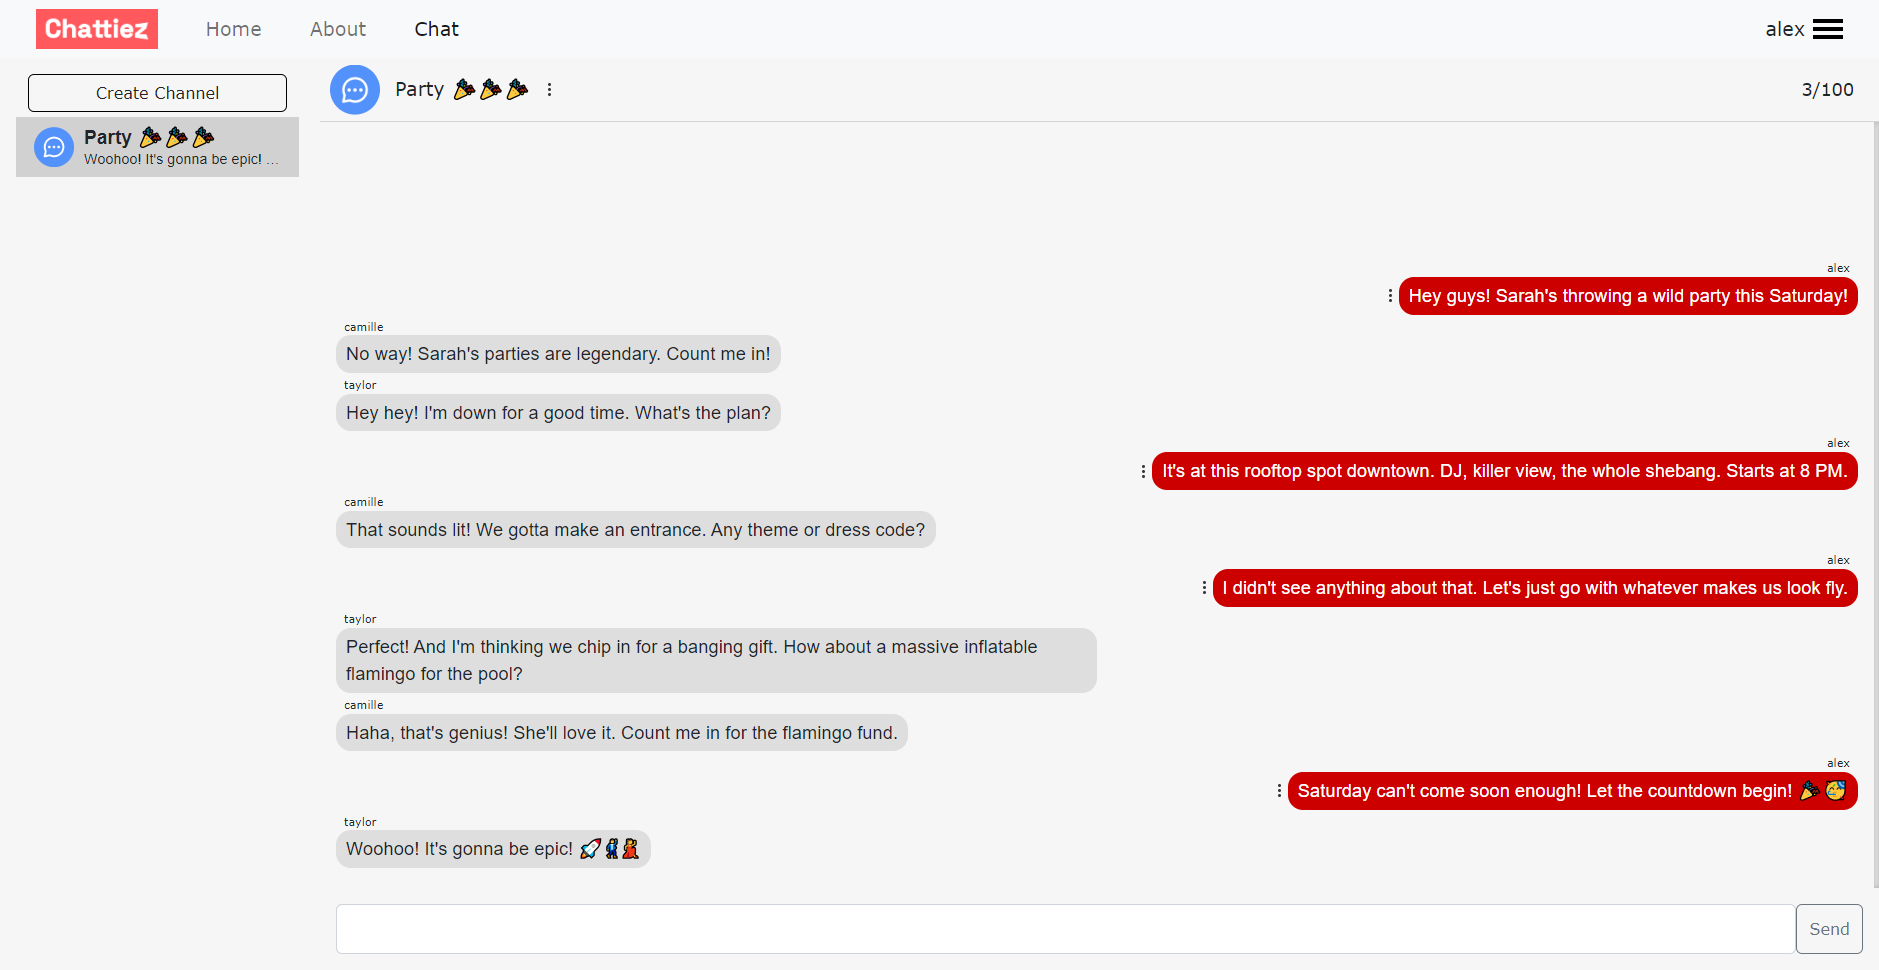 Chattiez Home About Chat alex
Create Channel
Party 🎉🎉🎉
Woohoo! It's gonna be epic! ...
Party 🎉🎉🎉
3/100
alex
Hey guys! Sarah's throwing a wild party this Saturday!
camille
No way! Sarah's parties are legendary. Count me in!
taylor
Hey hey! I'm down for a good time. What's the plan?
alex
It's at this rooftop spot downtown. DJ, killer view, the whole shebang. Starts at 8 PM.
camille
That sounds lit! We gotta make an entrance. Any theme or dress code?
alex
I didn't see anything about that. Let's just go with whatever makes us look fly.
taylor
Perfect! And I'm thinking we chip in for a banging gift. How about a massive inflatable
flamingo for the pool?
camille
Haha, that's genius! She'll love it. Count me in for the flamingo fund.
alex
Saturday can't come soon enough! Let the countdown begin! 🎉🥳
taylor
Woohoo! It's gonna be epic! 🚀🕺💃
Send